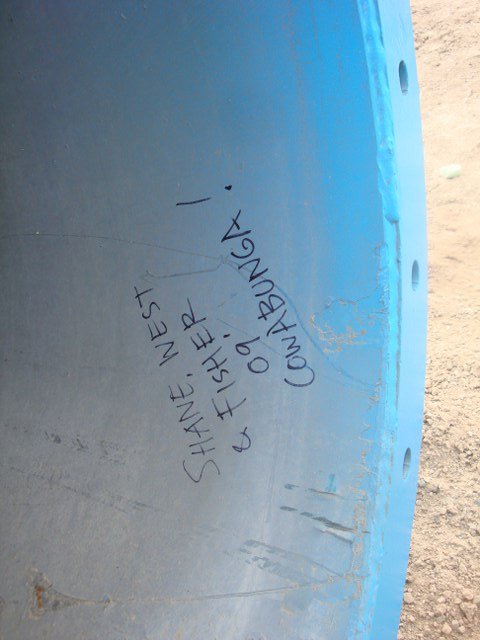 SHANE, WEST
& FISHER
09.
COWABUNGA!